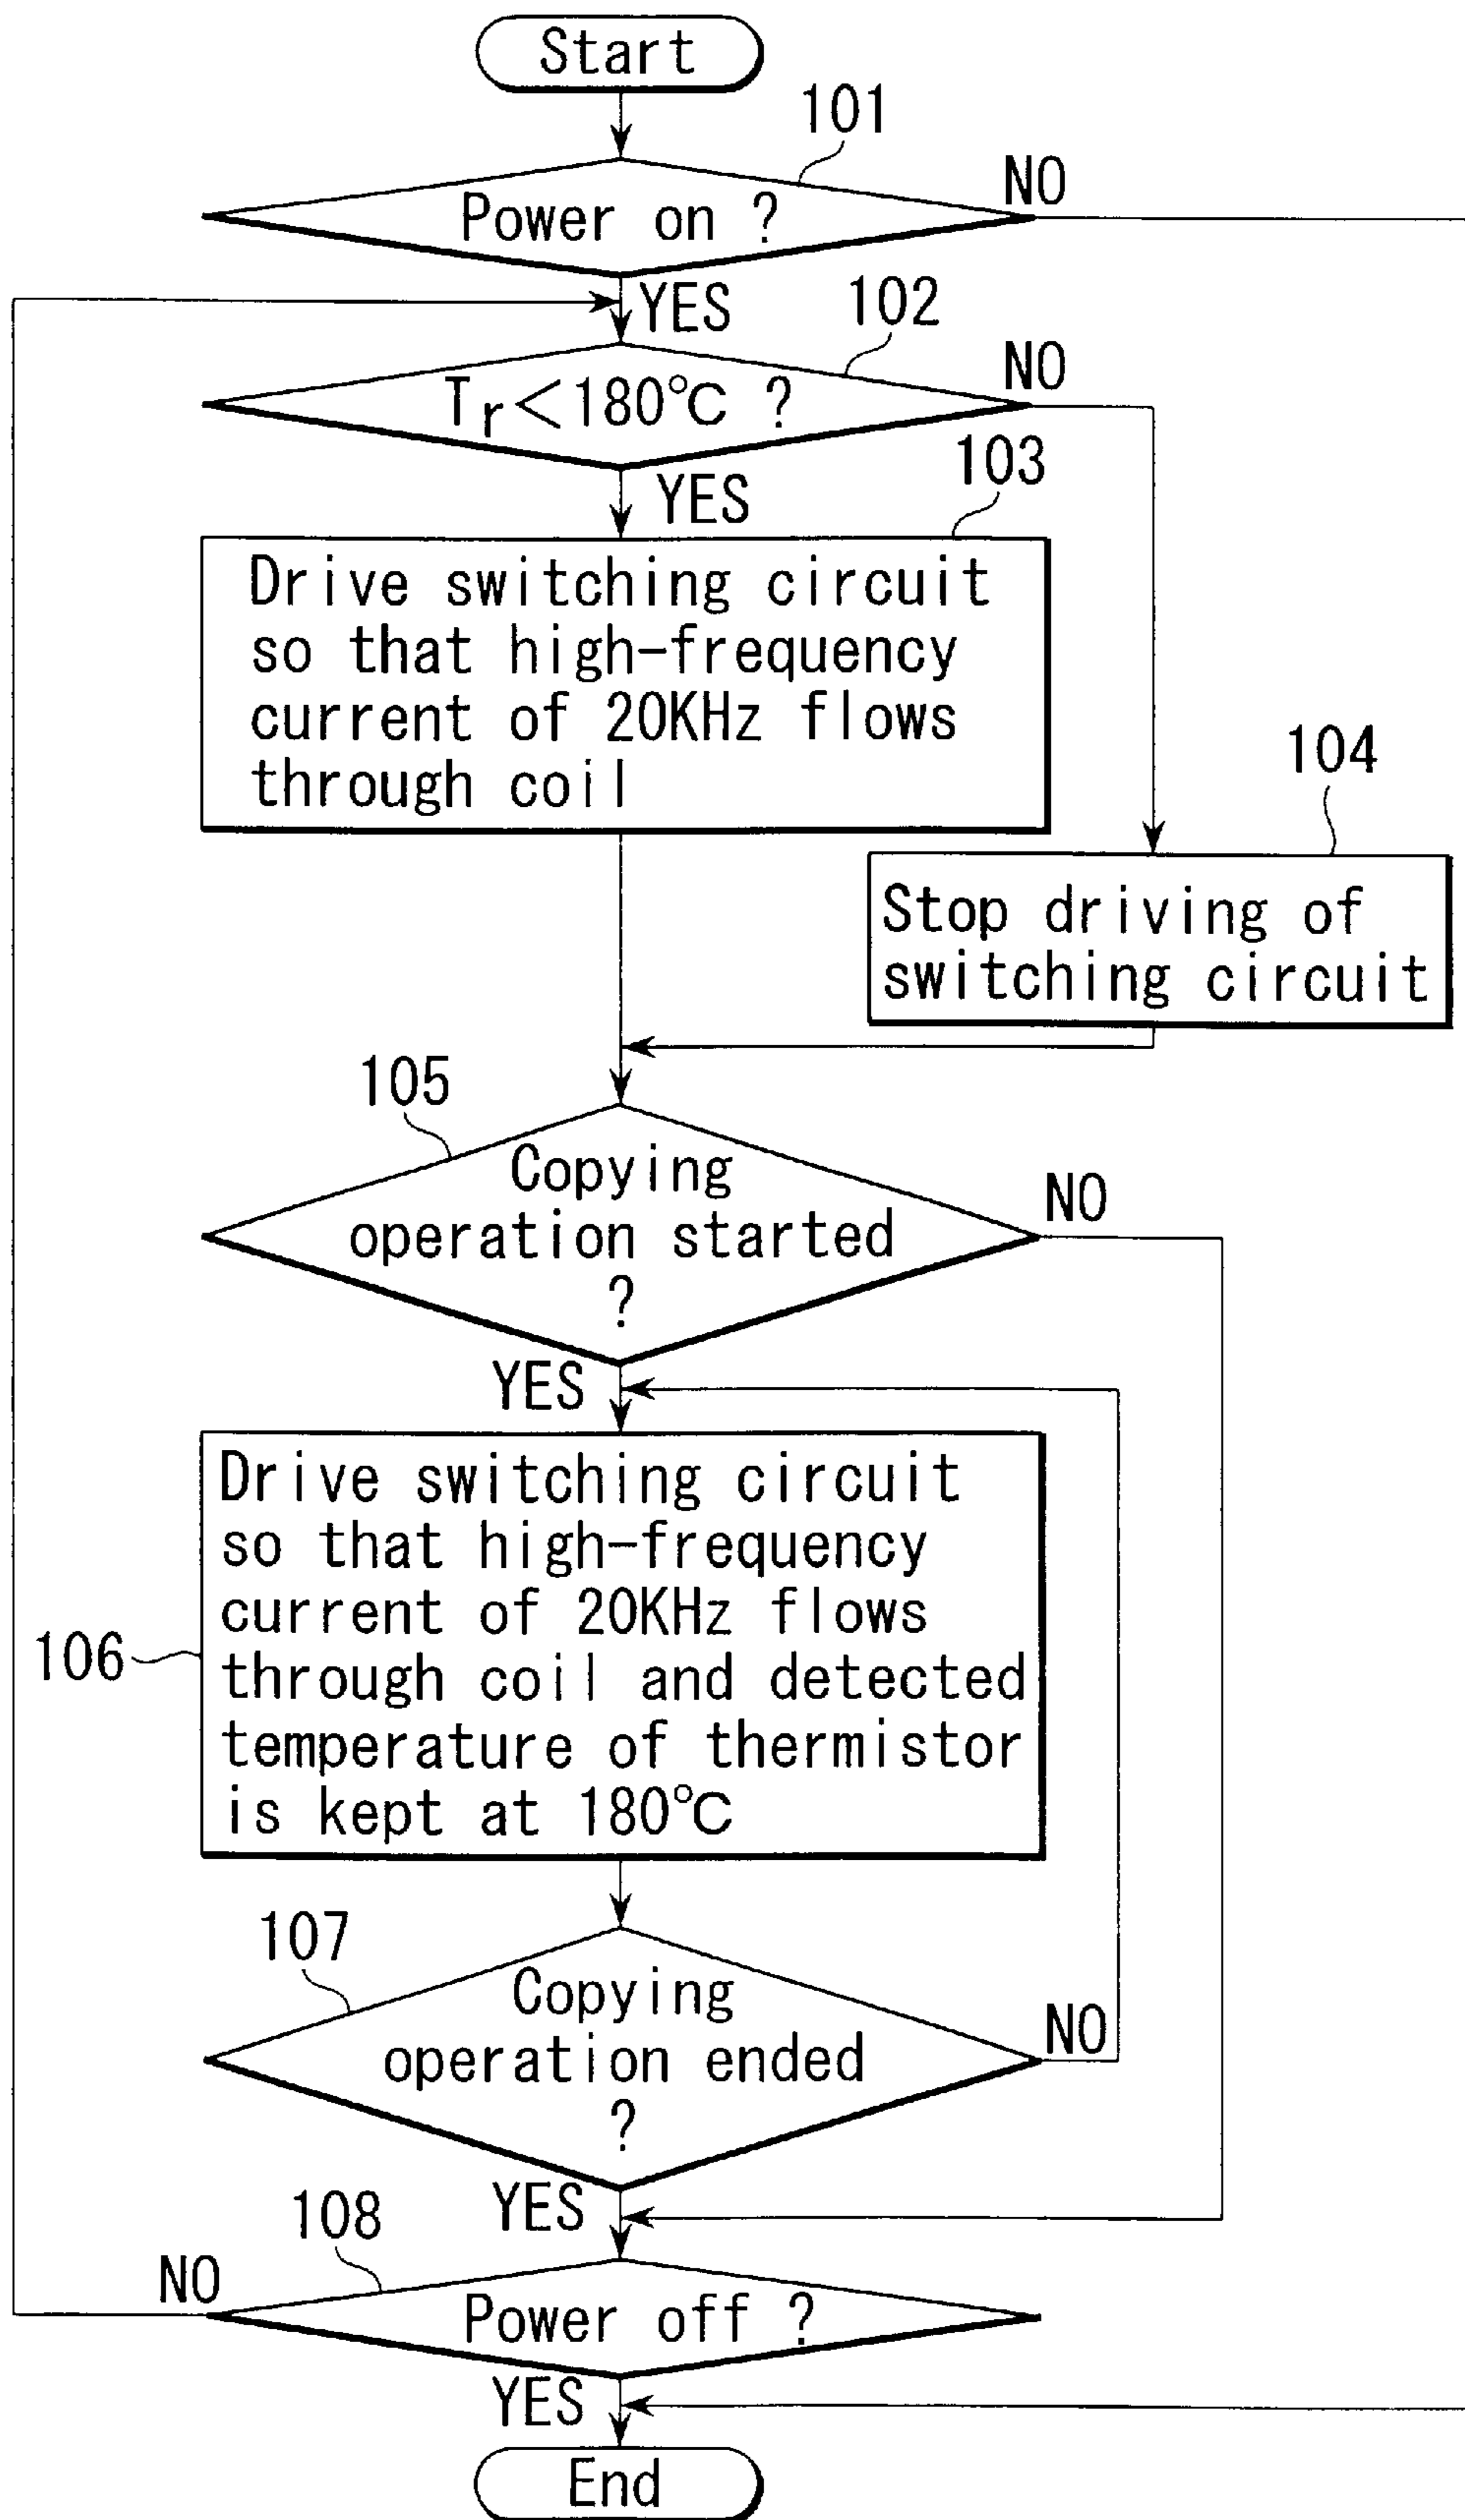 Start
101
Power on ?
NO
YES
102
Tr<180℃ ?
NO
YES
103
Drive switching circuit
so that high-frequency
current of 20KHz flows
through coil
104
Stop driving of
switching circuit
105
Copying
operation started
?
NO
YES
106
Drive switching circuit
so that high-frequency
current of 20KHz flows
through coil and detected
temperature of thermistor
is kept at 180℃
107
Copying
operation ended
?
NO
YES
108
NO
Power off ?
YES
End